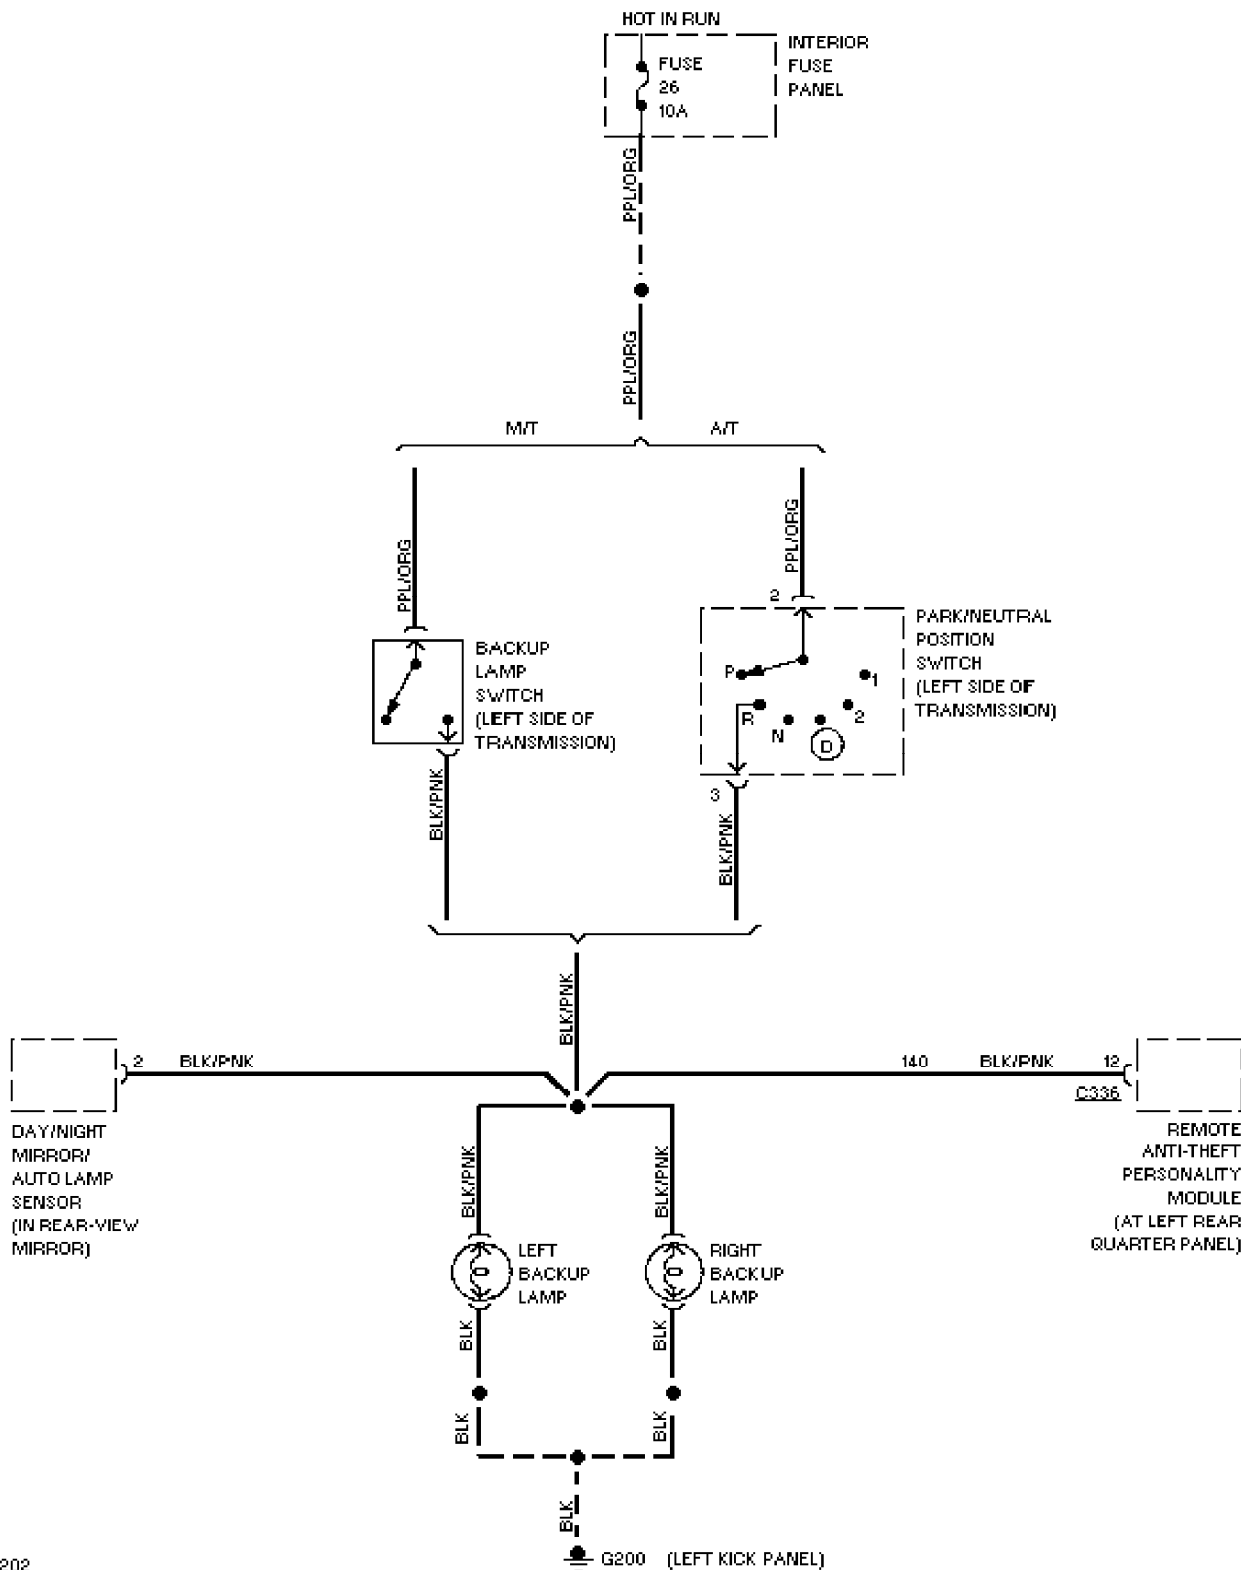 HOT IN RUN
INTERIOR
FUSE
PANEL
FUSE
26
10A
PPL/ORG
PPL/ORG
M/T
A/T
PPL/ORG
PPL/ORG
2
BACKUP
LAMP
SWITCH
(LEFT SIDE OF
TRANSMISSION)
P
R
N
D
2
1
PARK/NEUTRAL
POSITION
SWITCH
(LEFT SIDE OF
TRANSMISSION)
3
BLK/PNK
BLK/PNK
BLK/PNK
2
BLK/PNK
140
BLK/PNK
12
C336
DAY/NIGHT
MIRROR/
AUTO LAMP
SENSOR
(IN REAR-VIEW
MIRROR)
REMOTE
ANTI-THEFT
PERSONALITY
MODULE
(AT LEFT REAR
QUARTER PANEL)
BLK/PNK
BLK/PNK
LEFT
BACKUP
LAMP
RIGHT
BACKUP
LAMP
BLK
BLK
BLK
BLK
BLK
G200 (LEFT KICK PANEL)
202